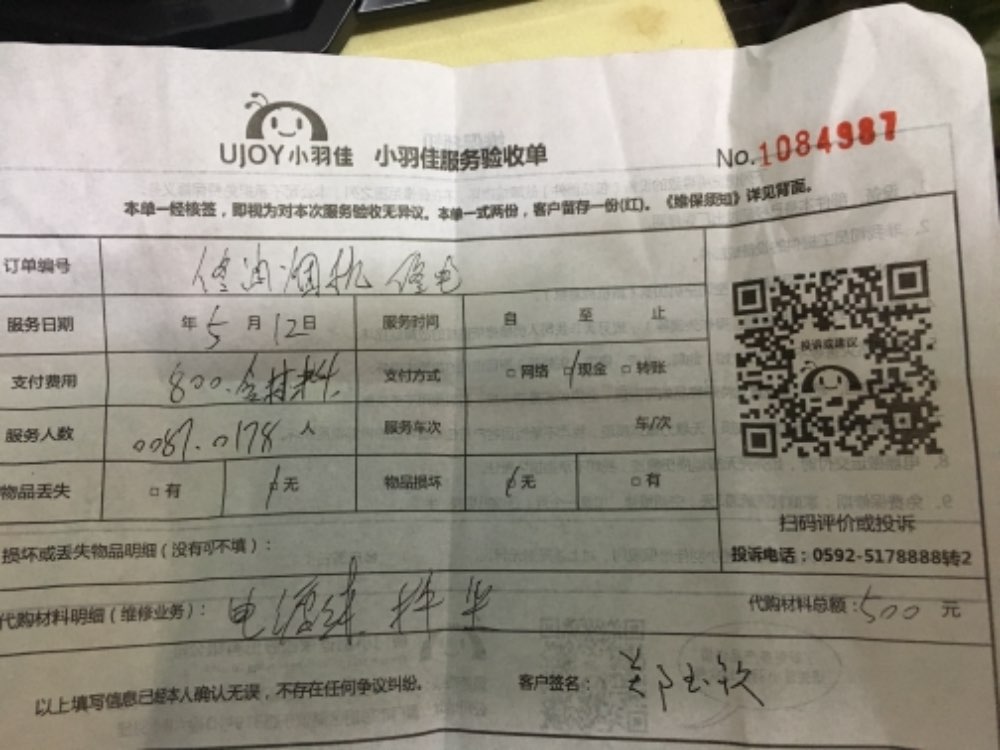 UJOY小羽佳 小羽佳服务验收单
No.1084987
本单一经核签，即视为对本次服务验收无异议。本单一式两份，客户留存一份(红)。《维保须知》详见背面。
订单编号 修油烟机 修电
服务日期 年 5 月 12 日 服务时间 自 至 止
支付费用 800.含材料 支付方式 □网络 □现金 □转账
投诉或建议
服务人数 0087.0178 人 服务车次 车/次
物品丢失 □有 无 物品损坏 无 □有
扫码评价或投诉
损坏或丢失物品明细（没有可不填）：
投诉电话：0592-5178888转2
代购材料明细（维修业务）：电源线 代购材料总额：500 元
以上填写信息已经本人确认无误，不存在任何争议纠纷。 客户签名：